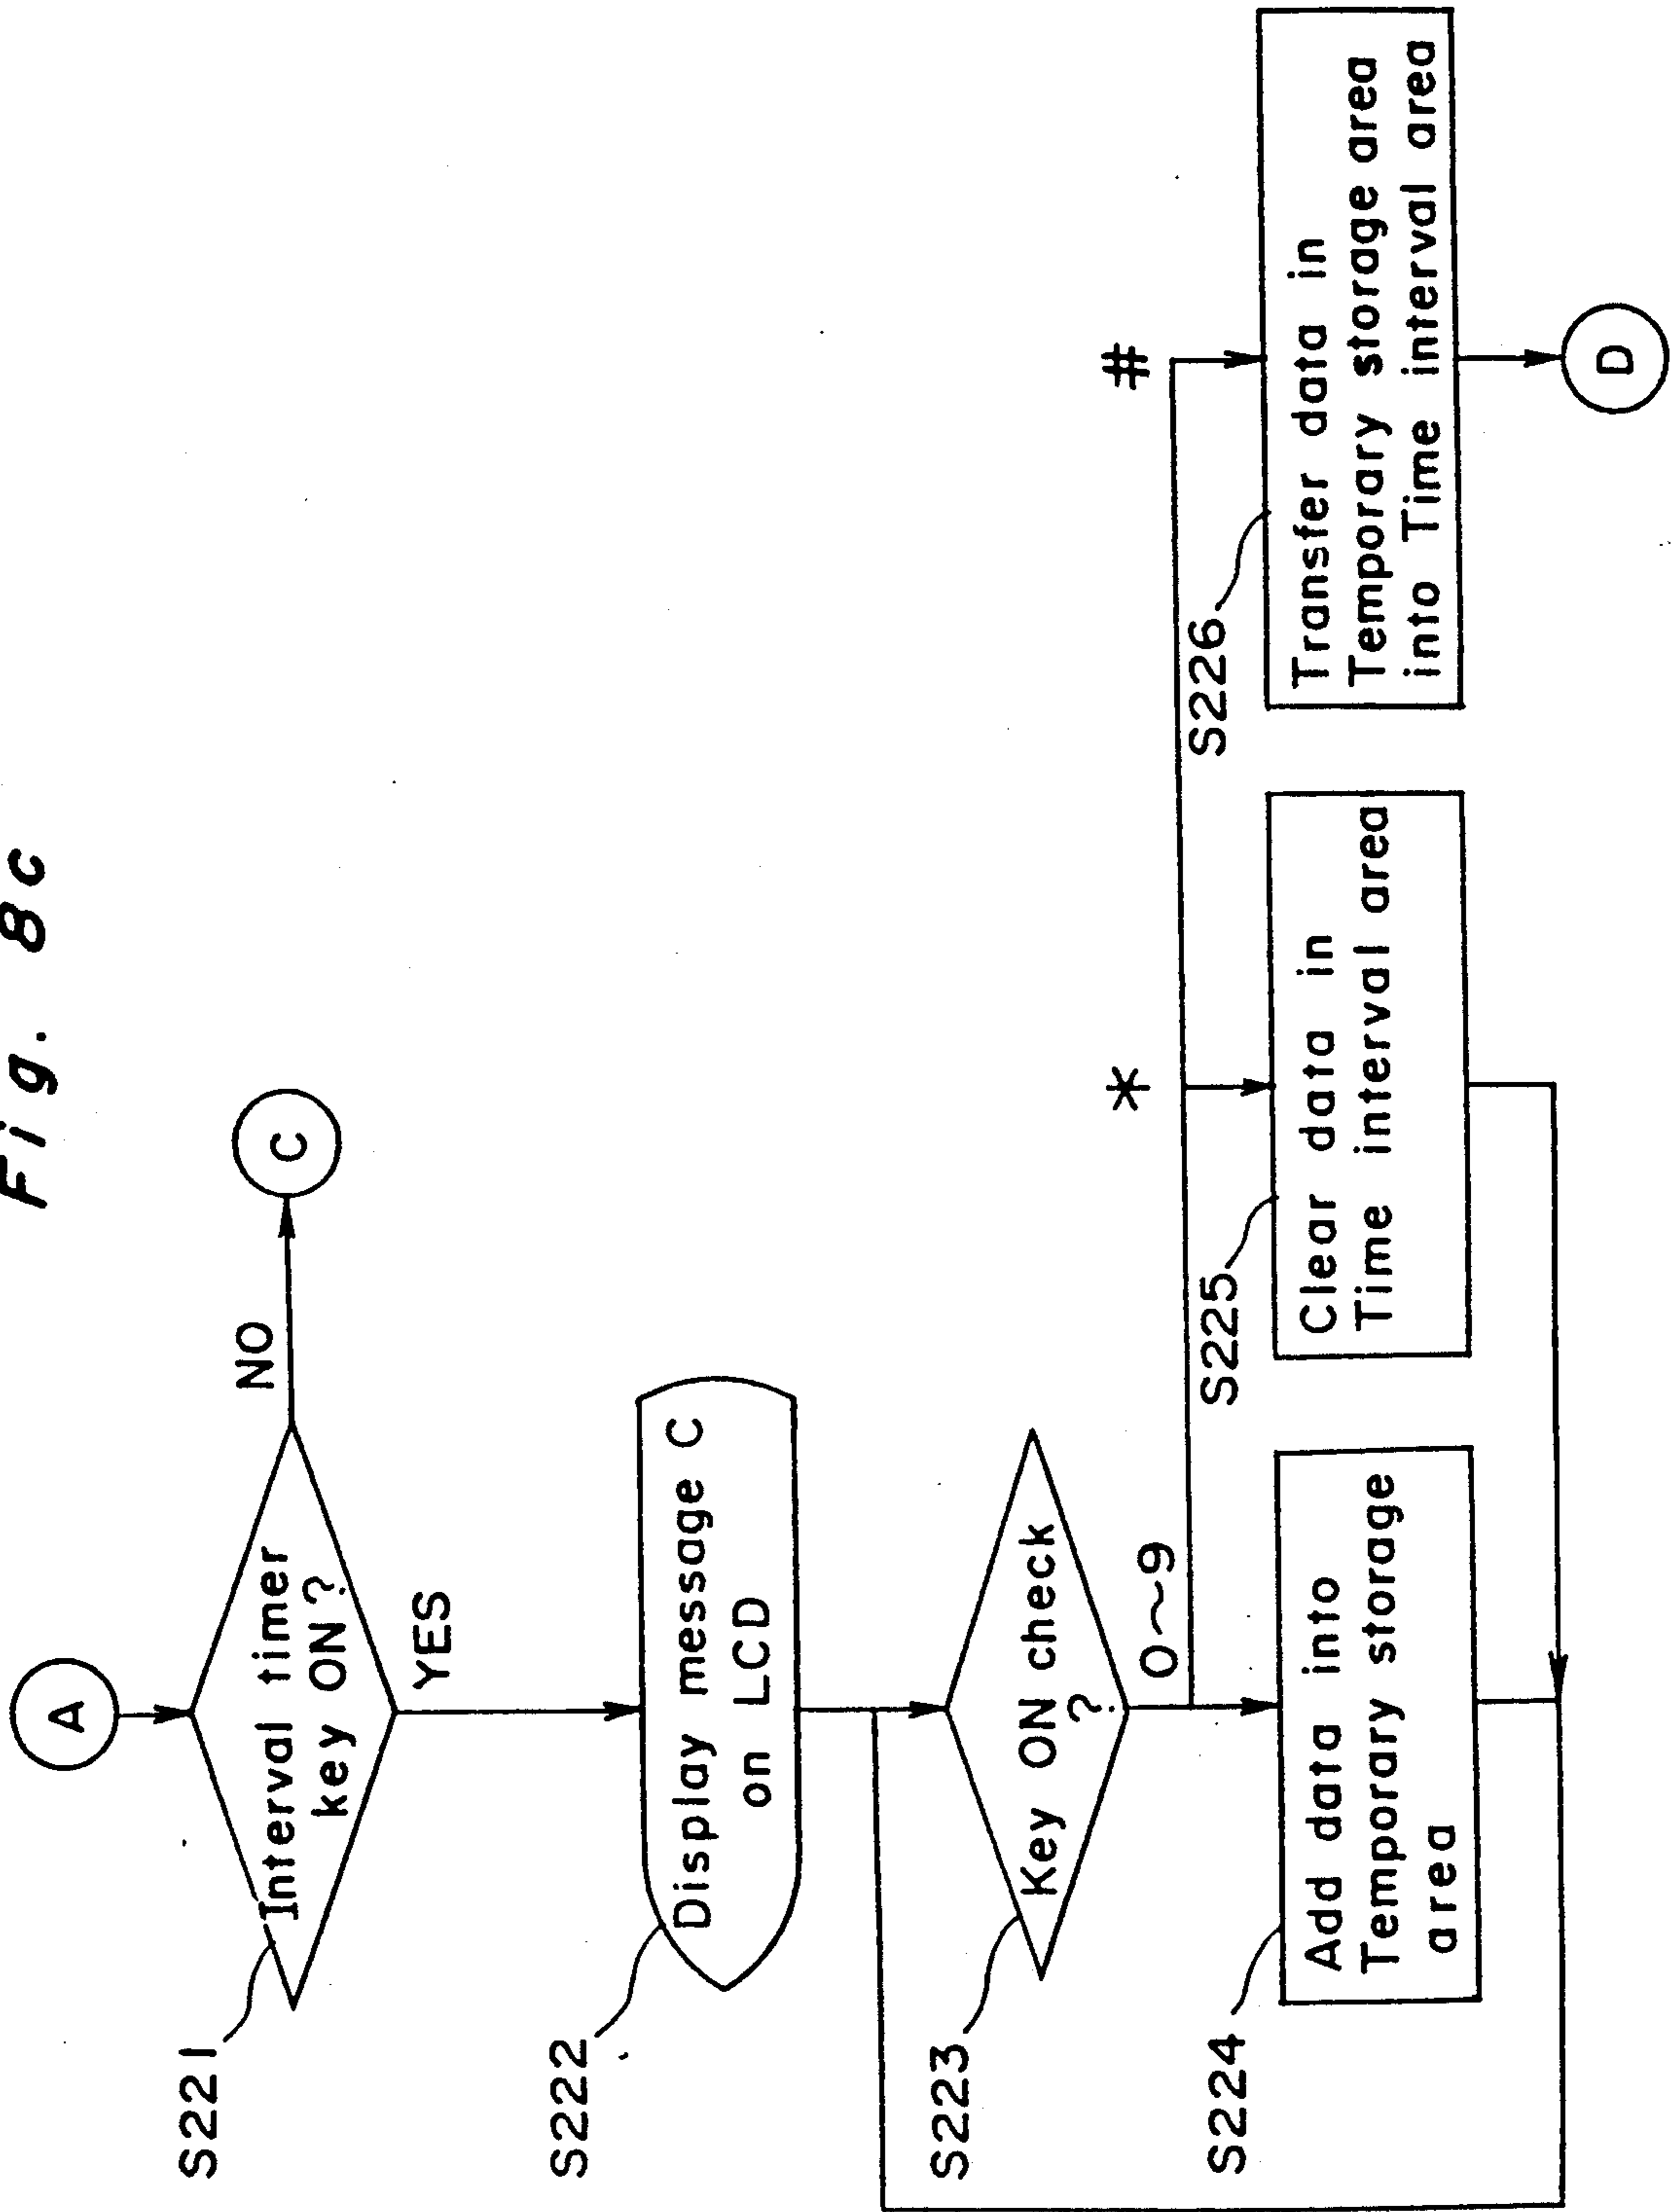 Fig. 8c
A
S221
Interval timer
key ON?
NO
C
YES
S222
Display message C
on LCD
S223
Key ON check
?
0~9
*
#
S224
Add data into
Temporary storage
area
S225
Clear data in
Time interval area
S226
Transfer data in
Temporary storage area
into Time interval area
D